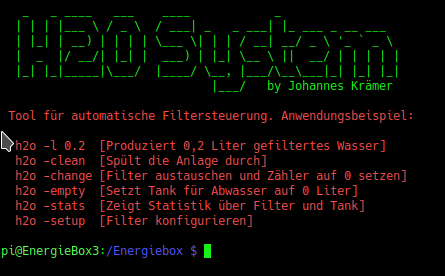 H2O System
by Johannes Krämer
Tool für automatische Filtersteuerung. Anwendungsbeispiel:
h2o -l 0.2 [Produziert 0,2 Liter gefiltertes Wasser]
h2o -clean [Spült die Anlage durch]
h2o -change [Filter austauschen und Zähler auf 0 setzen]
h2o -empty [Setzt Tank für Abwasser auf 0 Liter]
h2o -stats [Zeigt Statistik über Filter und Tank]
h2o -setup [Filter konfigurieren]
pi@EnergieBox3:/Energiebox $